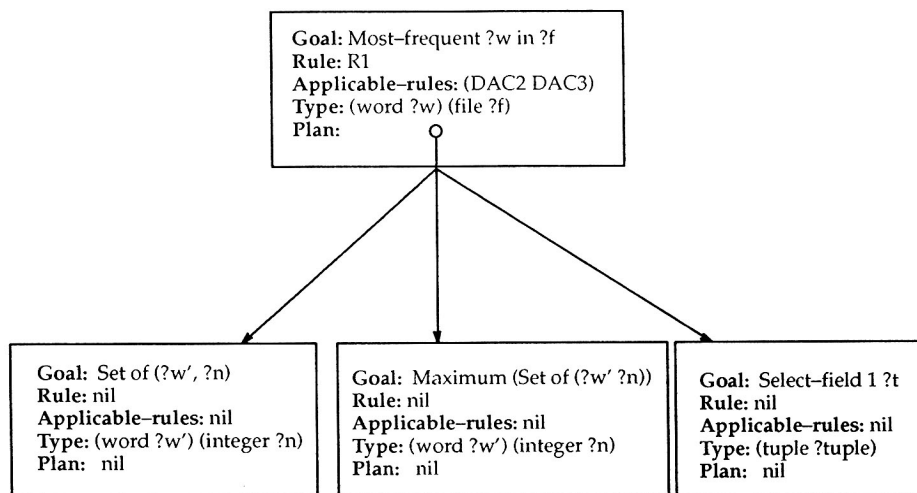 Goal: Most–frequent ?w in ?f
Rule: R1
Applicable–rules: (DAC2 DAC3)
Type: (word ?w) (file ?f)
Plan:
Goal: Set of (?w', ?n)
Rule: nil
Applicable–rules: nil
Type: (word ?w') (integer ?n)
Plan: nil
Goal: Maximum (Set of (?w' ?n))
Rule: nil
Applicable–rules: nil
Type: (word ?w') (integer ?n)
Plan: nil
Goal: Select–field 1 ?t
Rule: nil
Applicable–rules: nil
Type: (tuple ?tuple)
Plan: nil